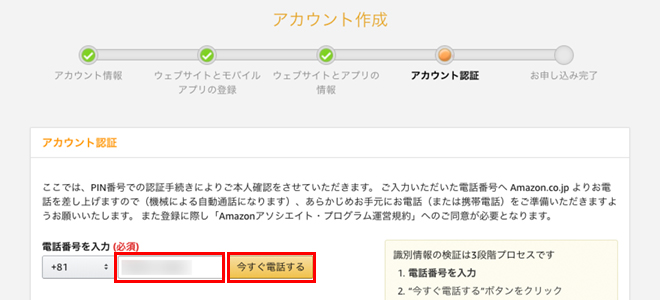 アカウント作成
アカウント情報
ウェブサイトとモバイル
アプリの登録
ウェブサイトとアプリの
情報
アカウント認証
お申し込み完了
アカウント認証
ここでは、PIN番号での認証手続きによりご本人確認をさせていただきます。 ご入力いただいた電話番号へ Amazon.co.jp よりお電
話を差し上げますので（機械による自動通話になります）、あらかじめお手元にお電話（または携帯電話）をご準備いただきますよ
うお願いいたします。 また登録に際し「Amazonアソシエイト・プログラム運営規約」へのご同意が必要となります。
電話番号を入力 (必須)
+81
今すぐ電話する
識別情報の検証は3段階プロセスです
1. 電話番号を入力
2. "今すぐ電話する"ボタンをクリック